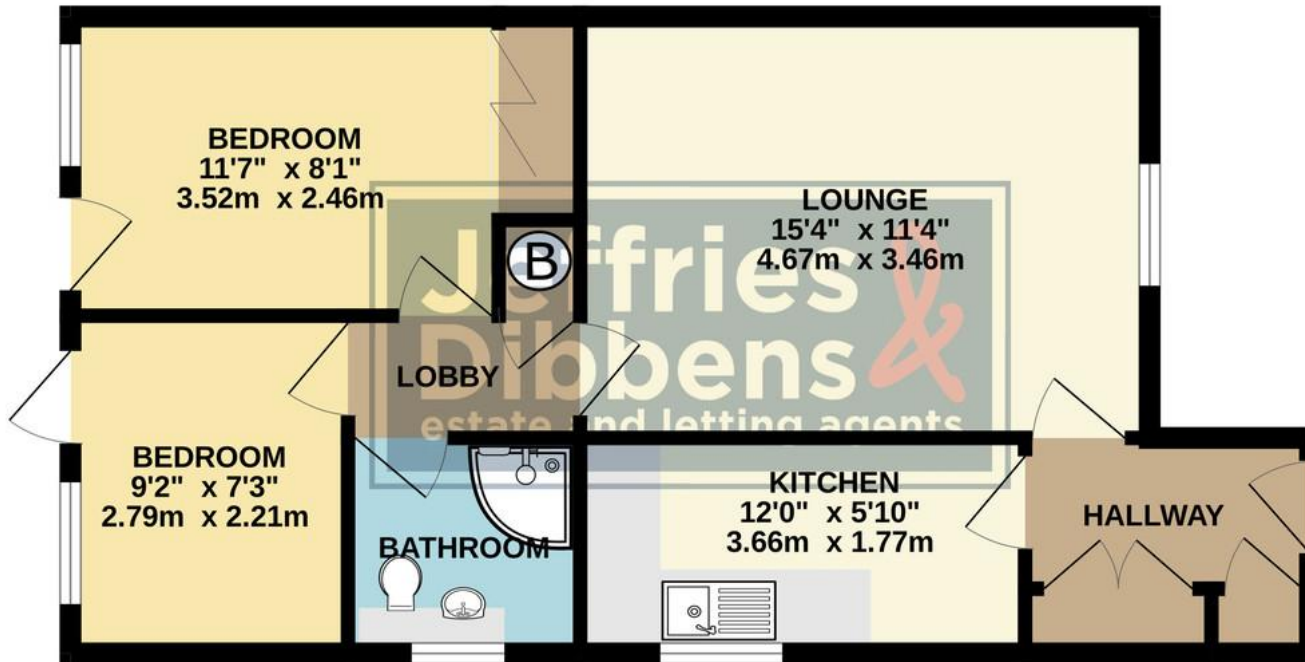 BEDROOM
11'7" x 8'1"
3.52m x 2.46m
LOUNGE
15'4" x 11'4"
4.67m x 3.46m
B
Jeffries &
Dibbens
estate and letting agents
LOBBY
BEDROOM
9'2" x 7'3"
2.79m x 2.21m
BATHROOM
KITCHEN
12'0" x 5'10"
3.66m x 1.77m
HALLWAY